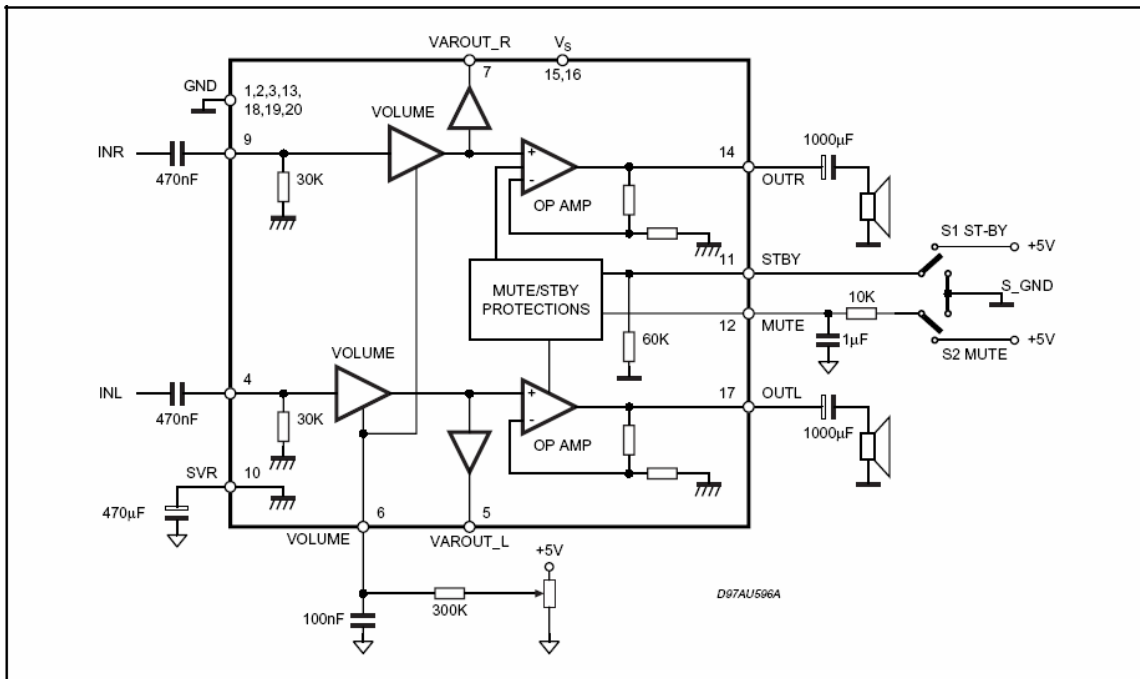 VAROUT_R
V_S
7
15,16
GND
1,2,3,13,
18,19,20
VOLUME
1000µF
9
+
14
INR
470nF
30K
-
OUTR
OP AMP
S1 ST-BY
+5V
11
STBY
S_GND
MUTE/STBY
PROTECTIONS
10K
12
MUTE
60K
1µF
+5V
S2 MUTE
VOLUME
4
+
17
OUTL
INL
470nF
30K
-
1000µF
OP AMP
SVR
10
470µF
6
5
VOLUME
VAROUT_L
+5V
300K
100nF
D97AU596A